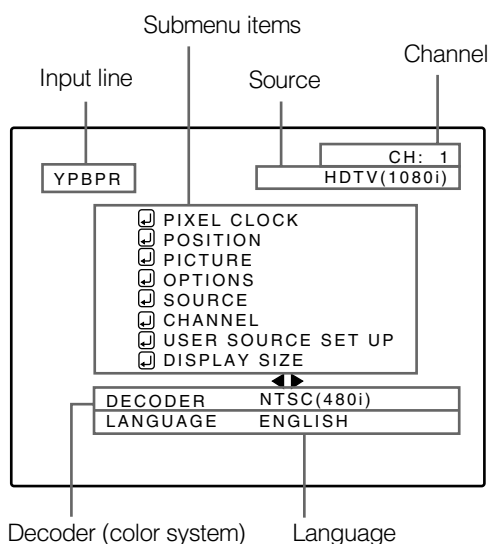 Submenu items
Channel
Input line
Source
CH: 1
YPBPR
HDTV(1080i)
PIXEL CLOCK
POSITION
PICTURE
OPTIONS
SOURCE
CHANNEL
USER SOURCE SET UP
DISPLAY SIZE
DECODER NTSC(480i)
LANGUAGE ENGLISH
Decoder (color system)
Language